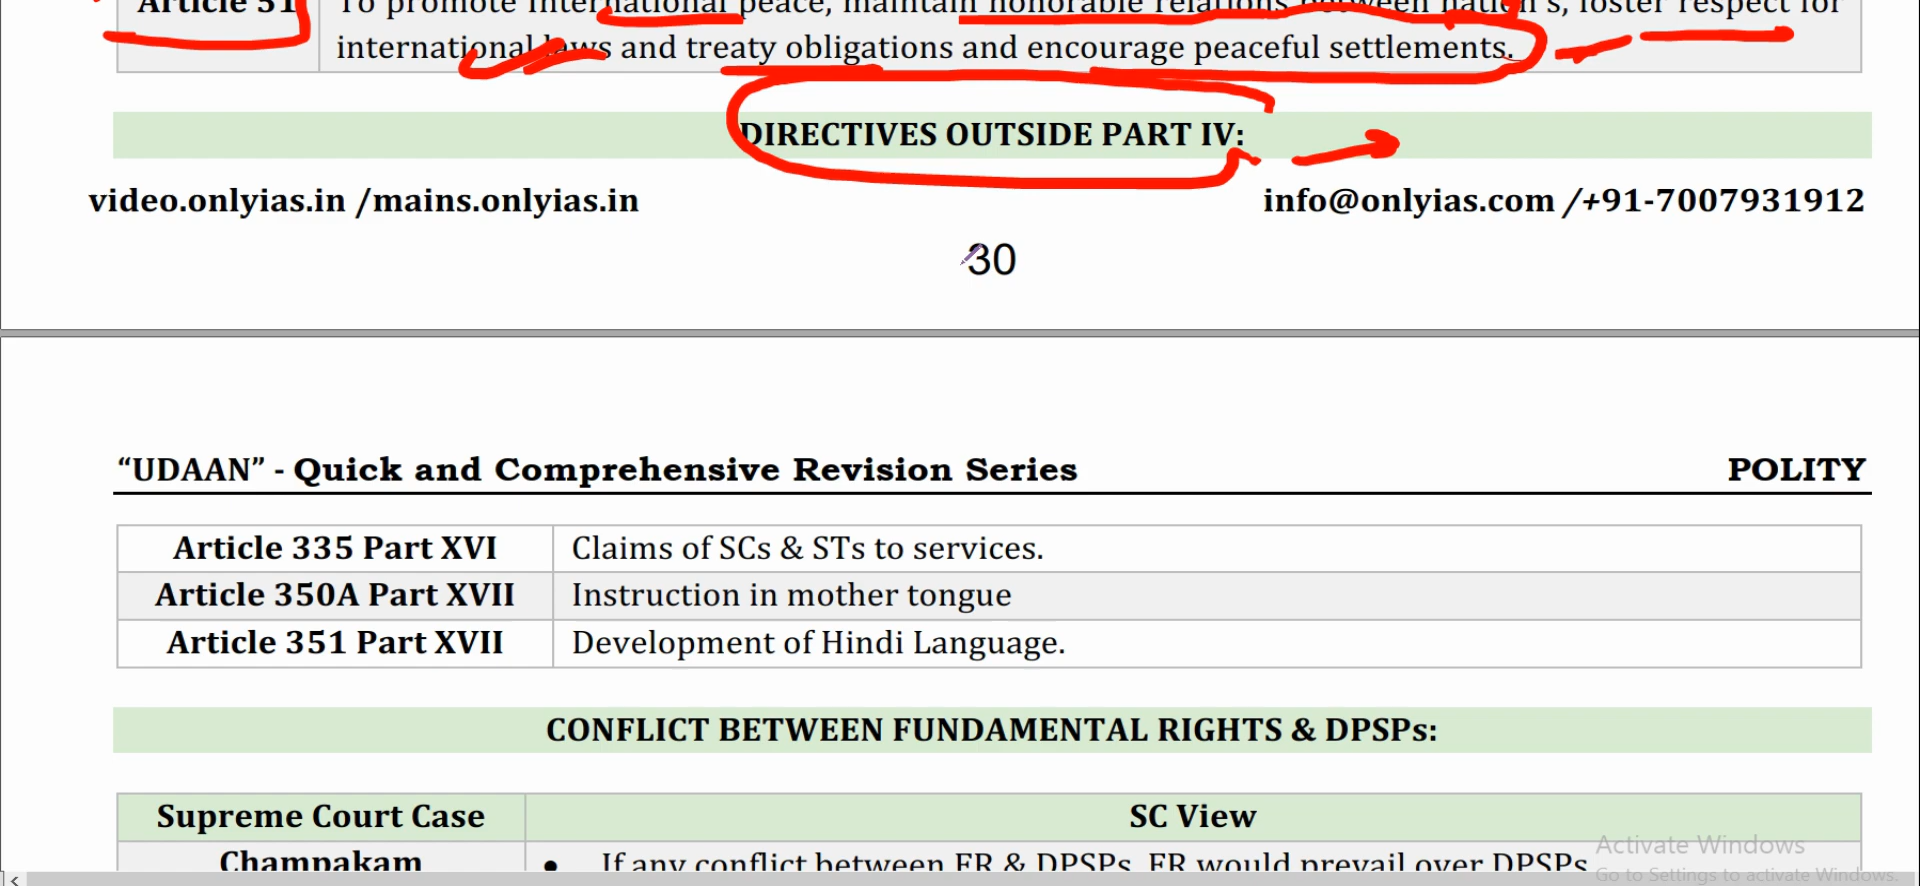 Article 51 To promote international peace, maintain honorable relations between nation's, foster respect for
international laws and treaty obligations and encourage peaceful settlements.
DIRECTIVES OUTSIDE PART IV:
video.onlyias.in /mains.onlyias.in info@onlyias.com /+91-7007931912
30
“UDAAN” - Quick and Comprehensive Revision Series POLITY
Article 335 Part XVI Claims of SCs & STs to services.
Article 350A Part XVII Instruction in mother tongue
Article 351 Part XVII Development of Hindi Language.
CONFLICT BETWEEN FUNDAMENTAL RIGHTS & DPSPs:
Supreme Court Case SC View
Champakam • If any conflict between FR & DPSPs, FR would prevail over DPSPs
Activate Windows
Go to Settings to activate Windows.